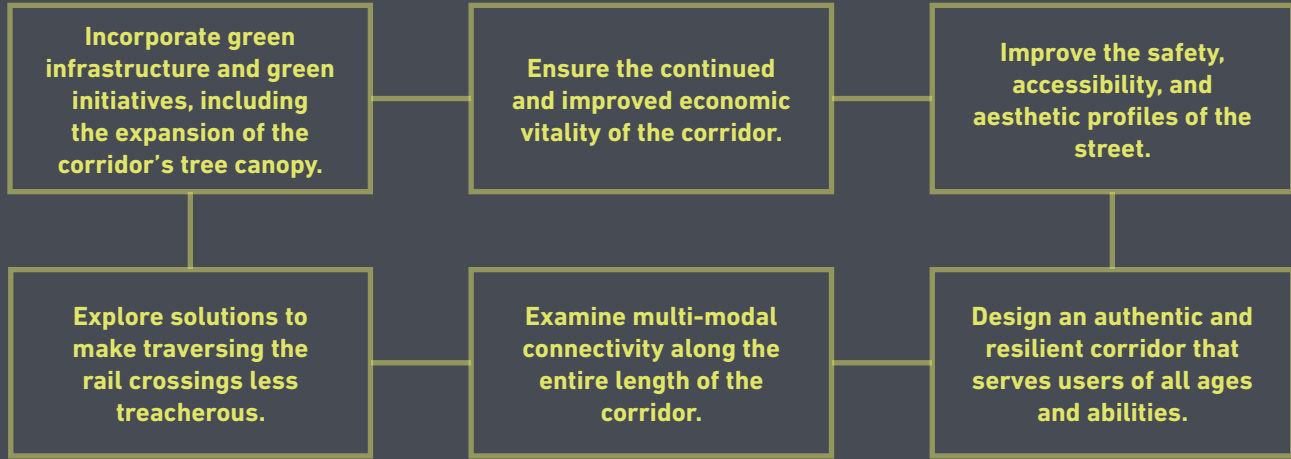 Incorporate green
infrastructure and green
initiatives, including
the expansion of the
corridor’s tree canopy.
Ensure the continued
and improved economic
vitality of the corridor.
Improve the safety,
accessibility, and
aesthetic profiles of the
street.
Explore solutions to
make traversing the
rail crossings less
treacherous.
Examine multi-modal
connectivity along the
entire length of the
corridor.
Design an authentic and
resilient corridor that
serves users of all ages
and abilities.